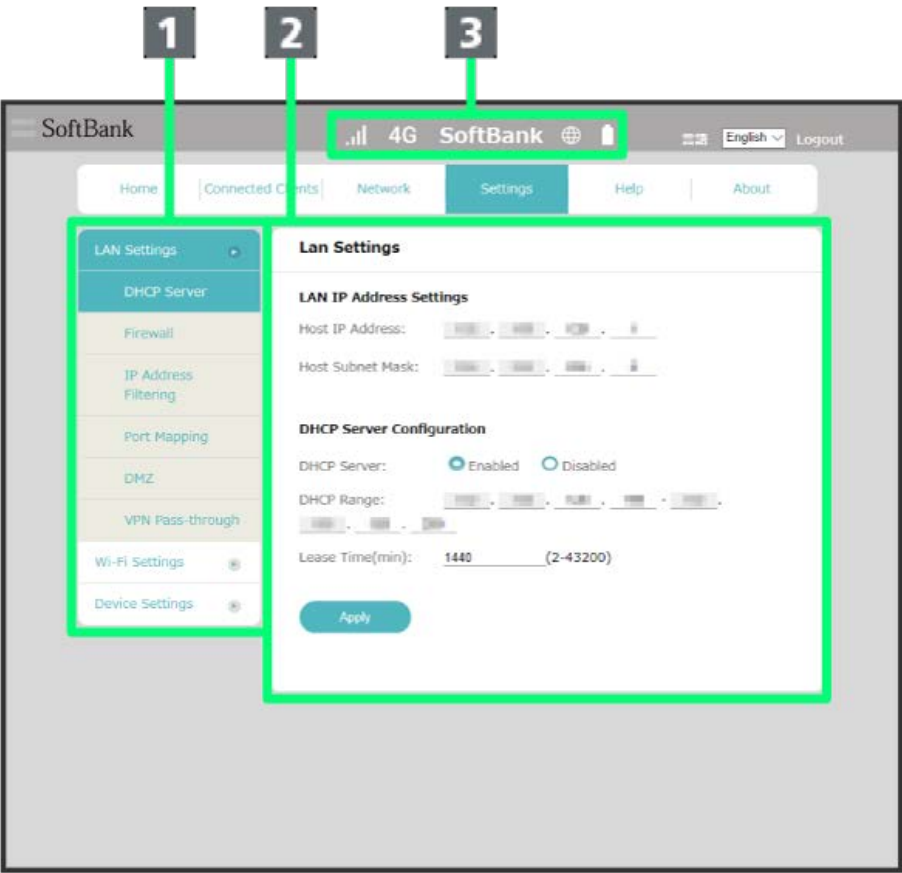 1 2 3
SoftBank
4G SoftBank
English Logout
Home Connected Clients Network Settings Help About
LAN Settings
DHCP Server
Firewall
IP Address
Filtering
Port Mapping
DMZ
VPN Pass-through
Wi-Fi Settings
Device Settings
Lan Settings
LAN IP Address Settings
Host IP Address:
Host Subnet Mask:
DHCP Server Configuration
DHCP Server: Enabled Disabled
DHCP Range:
Lease Time(min): 1440 (2-43200)
Apply